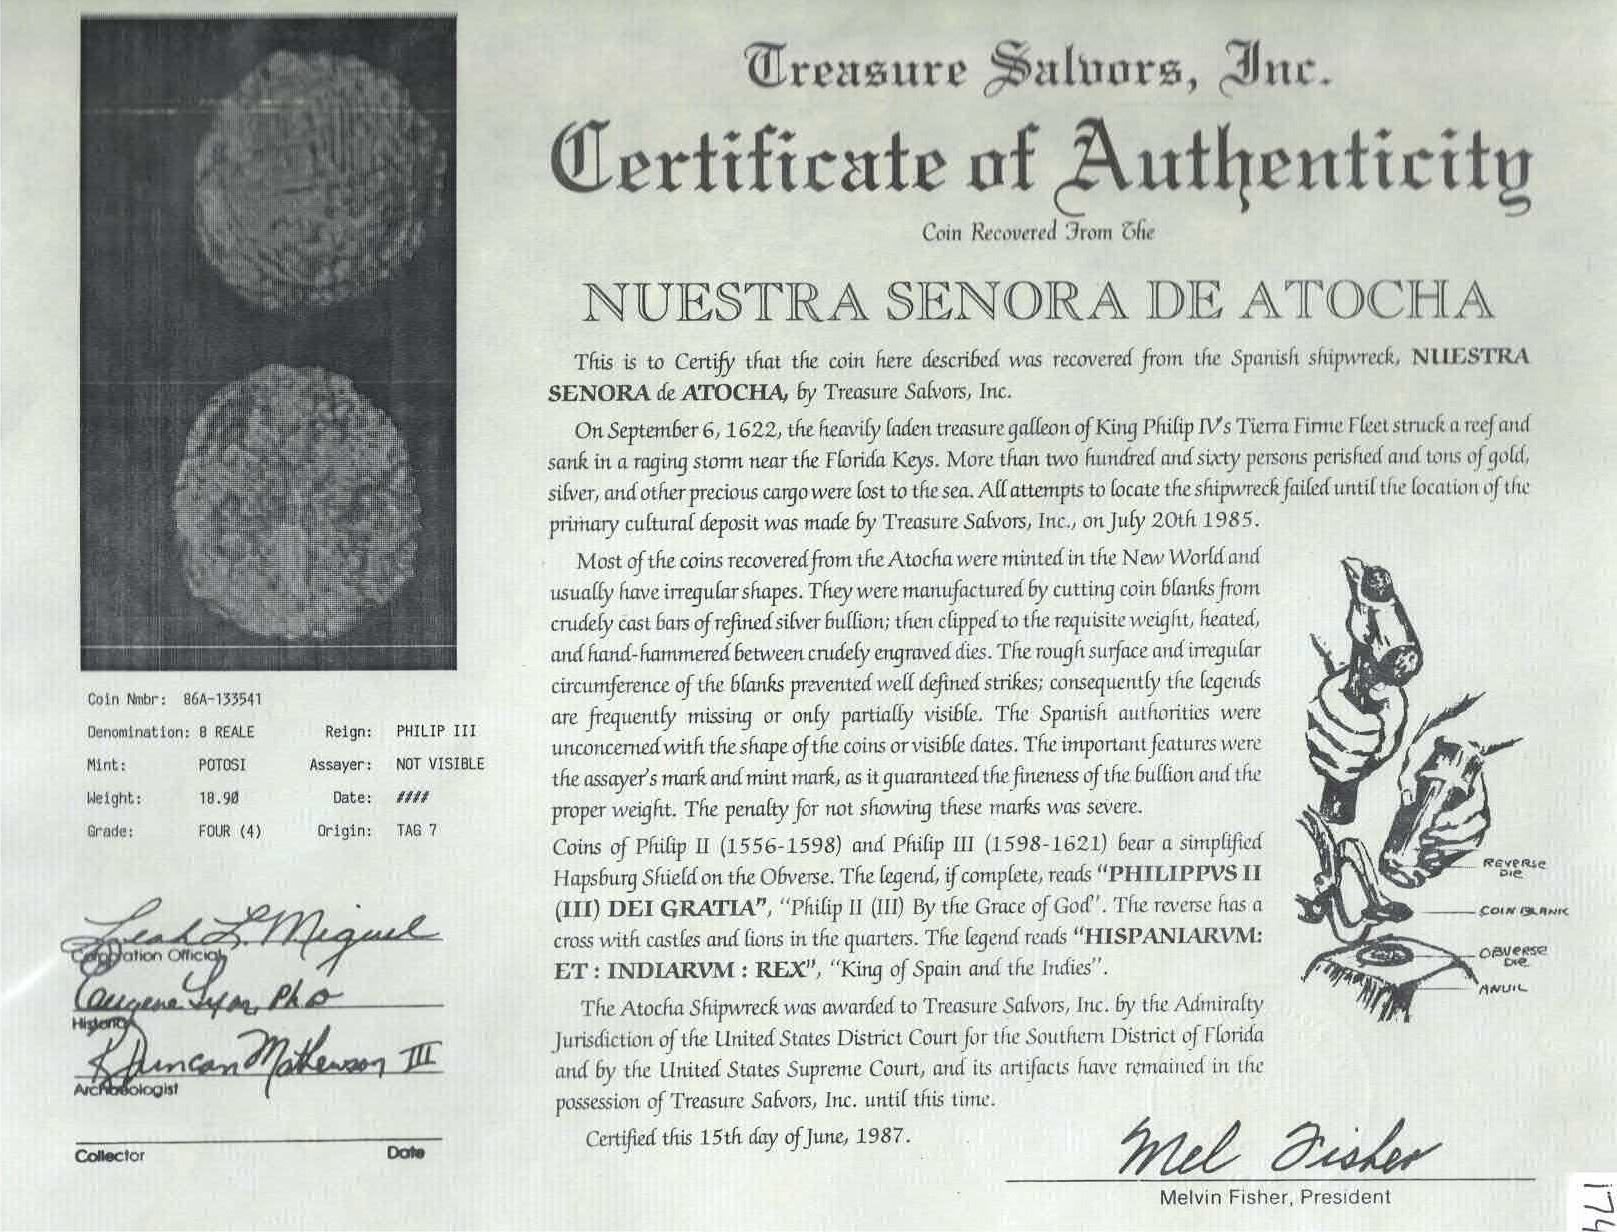 Treasure Salvors, Inc.
Certificate of Authenticity
Coin Recovered From The
NUESTRA SENORA DE ATOCHA
This is to Certify that the coin here described was recovered from the Spanish shipwreck, NUESTRA
SENORA de ATOCHA, by Treasure Salvors, Inc.
On September 6, 1622, the heavily laden treasure galleon of King Philip IV's Tierra Firme Fleet struck a reef and
sank in a raging storm near the Florida Keys. More than two hundred and sixty persons perished and tons of gold,
silver, and other precious cargo were lost to the sea. All attempts to locate the shipwreck failed until the location of the
primary cultural deposit was made by Treasure Salvors, Inc., on July 20th 1985.
Most of the coins recovered from the Atocha were minted in the New World and
usually have irregular shapes. They were manufactured by cutting coin blanks from
crudely cast bars of refined silver bullion; then clipped to the requisite weight, heated,
and hand-hammered between crudely engraved dies. The rough surface and irregular
circumference of the blanks prevented well defined strikes; consequently the legends
are frequently missing or only partially visible. The Spanish authorities were
unconcerned with the shape of the coins or visible dates. The important features were
the assayer's mark and mint mark, as it guaranteed the fineness of the bullion and the
proper weight. The penalty for not showing these marks was severe.
Coins of Philip II (1556-1598) and Philip III (1598-1621) bear a simplified
Hapsburg Shield on the Obverse. The legend, if complete, reads "PHILIPPVS II
(III) DEI GRATIA", "Philip II (III) By the Grace of God". The reverse has a
cross with castles and lions in the quarters. The legend reads "HISPANIARVM:
ET : INDIARVM : REX", "King of Spain and the Indies".
The Atocha Shipwreck was awarded to Treasure Salvors, Inc. by the Admiralty
Jurisdiction of the United States District Court for the Southern District of Florida
and by the United States Supreme Court, and its artifacts have remained in the
possession of Treasure Salvors, Inc. until this time.
Certified this 15th day of June, 1987.
Mel Fisher
Melvin Fisher, President
REVERSE
DIE
COIN BLANK
OBVERSE
DIE
ANVIL
Coin Nmbr: 86A-133541
Denomination: 8 REALE Reign: PHILIP III
Mint: POTOSI Assayer: NOT VISIBLE
Weight: 18.90 Date: ####
Grade: FOUR (4) Origin: TAG 7
Leah L. Miguel
Corporation Official
Eugene Lyon, PhD
Historian
R Duncan Mathewson III
Archaeologist
Collector Date
174